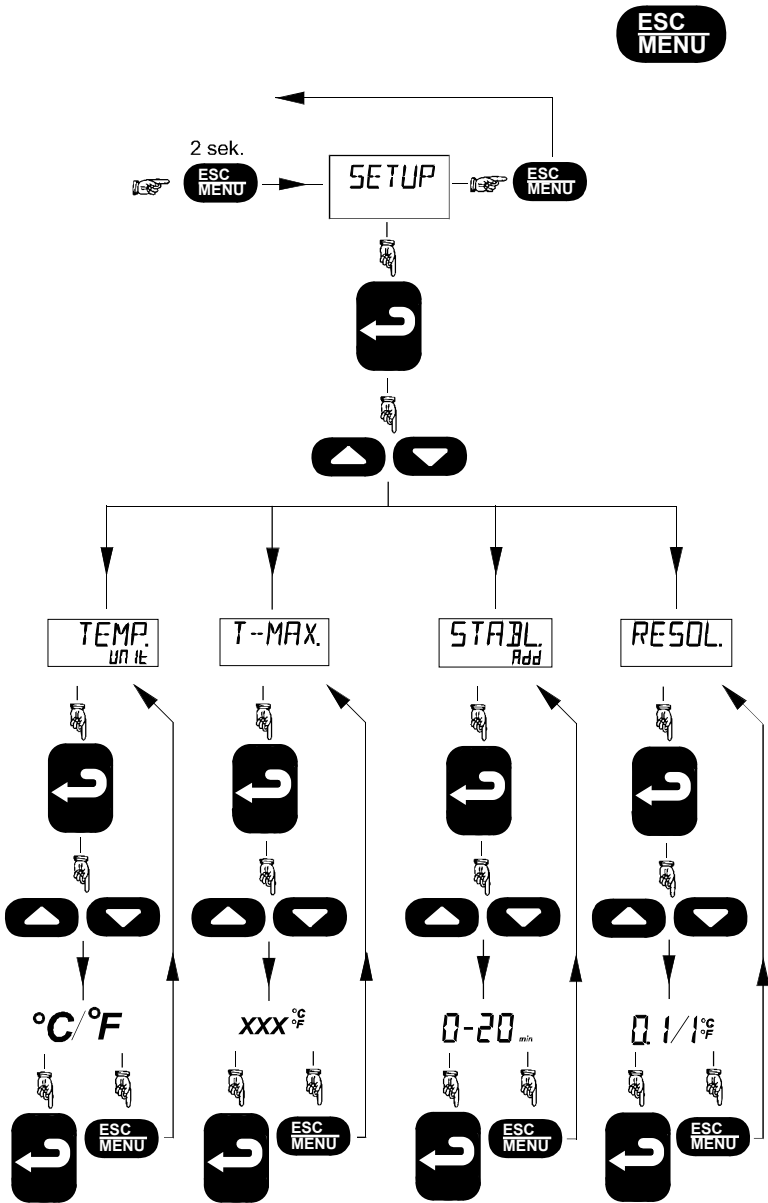 ESC
MENU
2 sek.
ESC
MENU
SETUP
ESC
MENU
TEMP.
UNIt
T-MAX.
STABL.
Add
RESOL.
°C/°F
XXX °C
°F
0-20 min
0.1/1 °C
°F
ESC
MENU
ESC
MENU
ESC
MENU
ESC
MENU